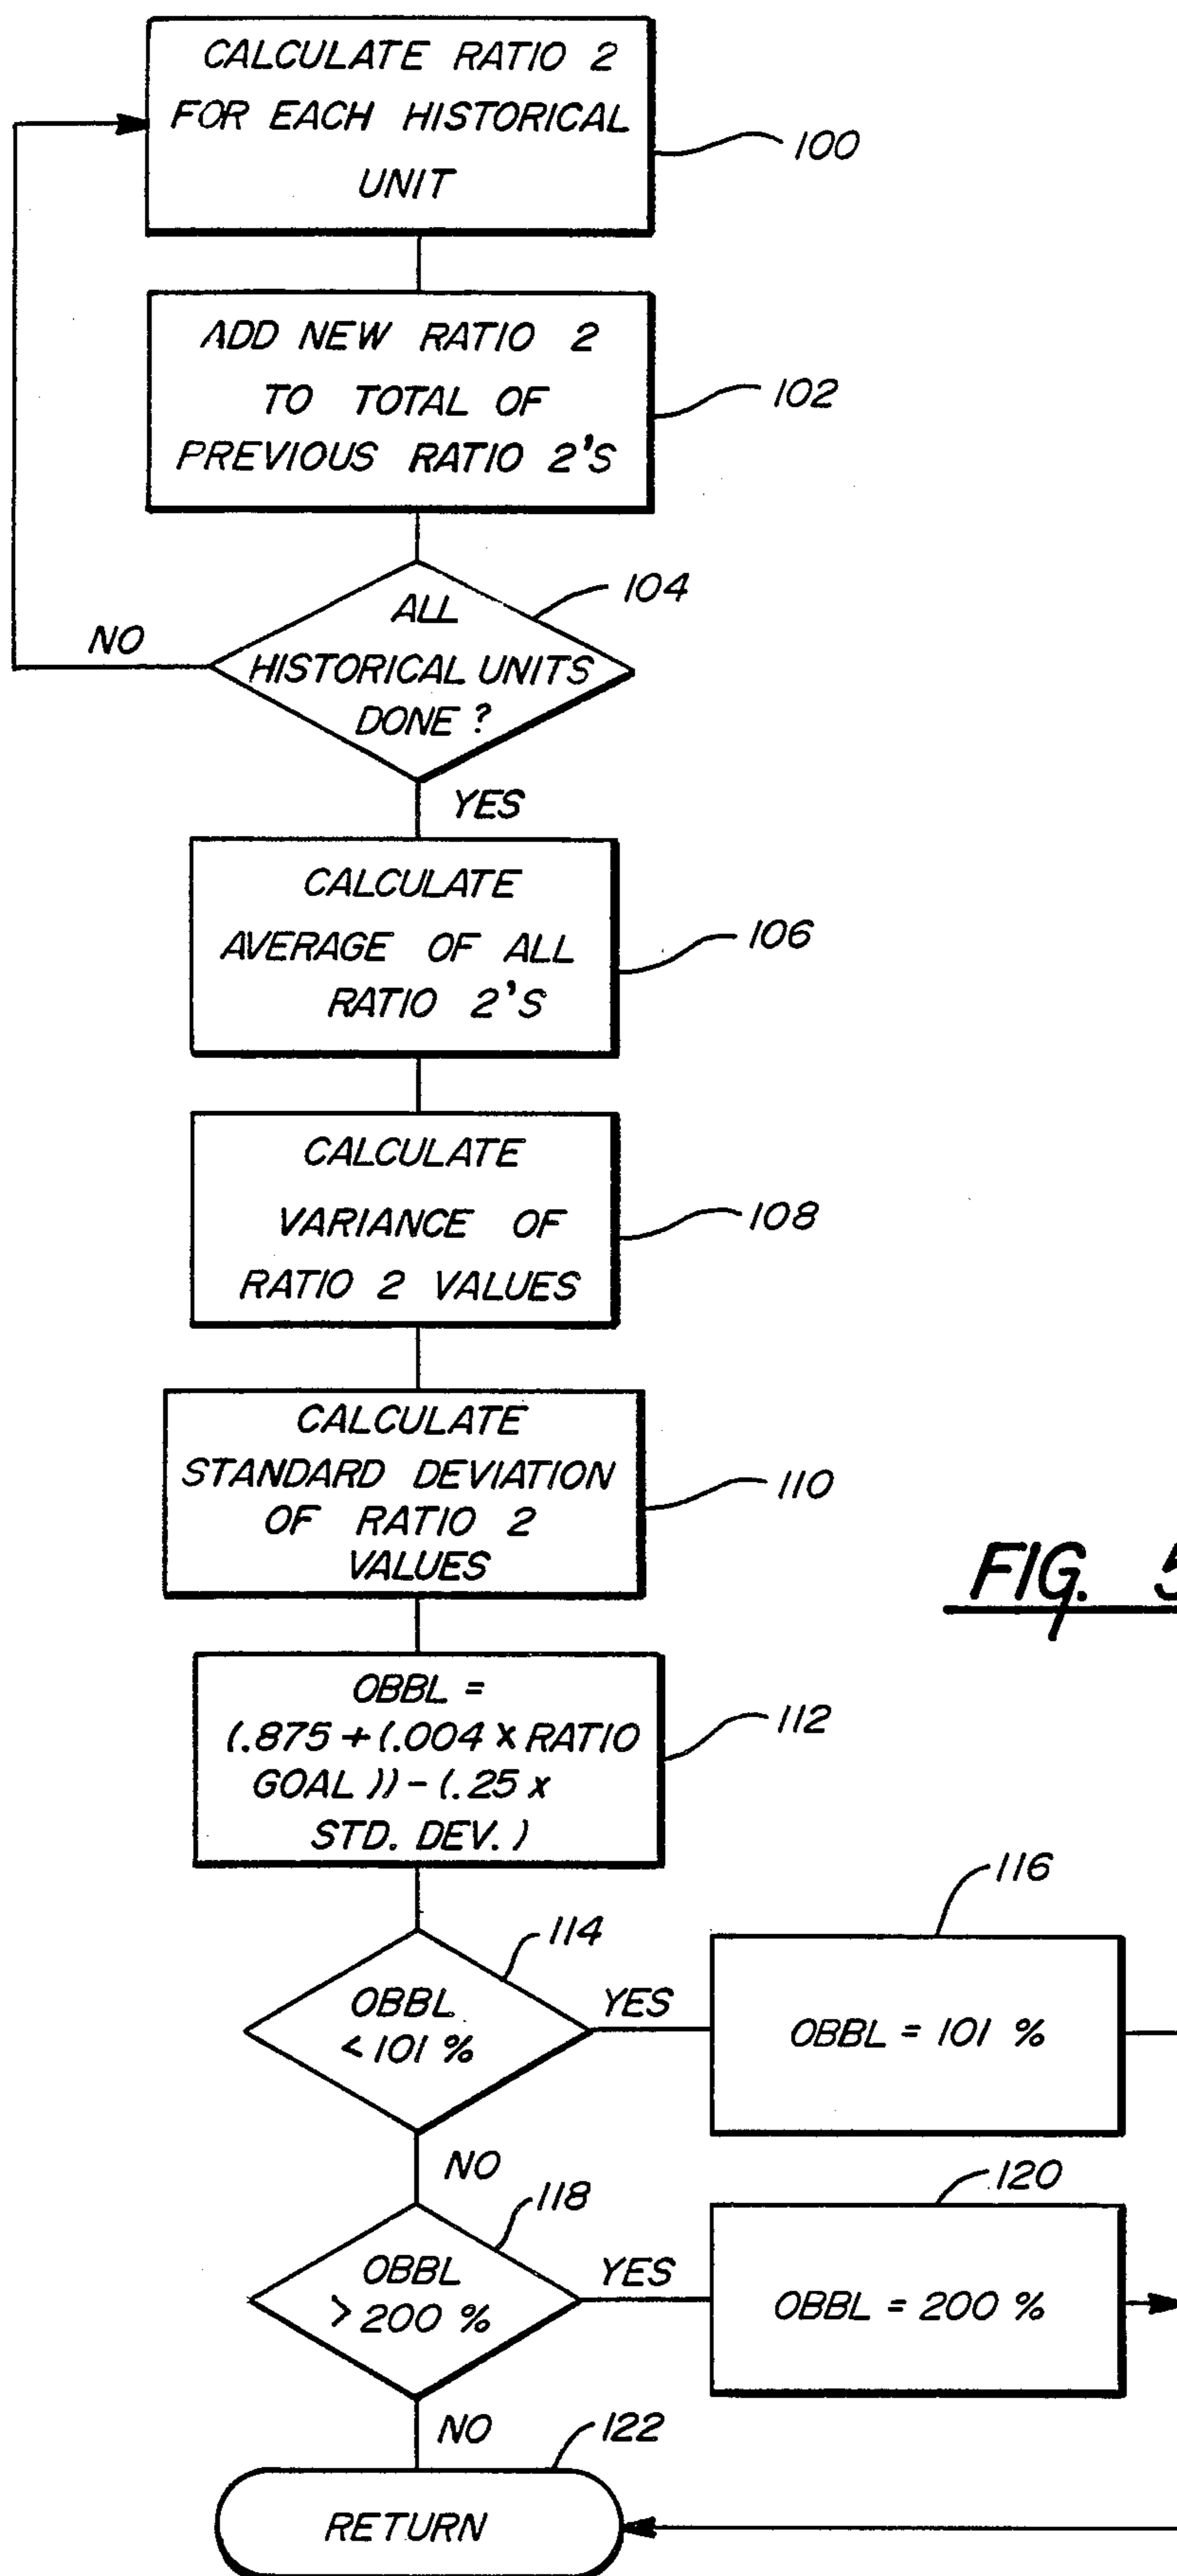 CALCULATE RATIO 2
FOR EACH HISTORICAL
UNIT
100
ADD NEW RATIO 2
TO TOTAL OF
PREVIOUS RATIO 2'S
102
104
ALL
HISTORICAL UNITS
DONE ?
NO
YES
CALCULATE
AVERAGE OF ALL
RATIO 2'S
106
CALCULATE
VARIANCE OF
RATIO 2 VALUES
108
CALCULATE
STANDARD DEVIATION
OF RATIO 2
VALUES
110
FIG. 5
OBBL =
(.875 + (.004 x RATIO
GOAL )) - (.25 x
STD. DEV. )
112
114
OBBL
< 101 %
YES
116
OBBL = 101 %
NO
118
OBBL
> 200 %
YES
120
OBBL = 200 %
NO
122
RETURN